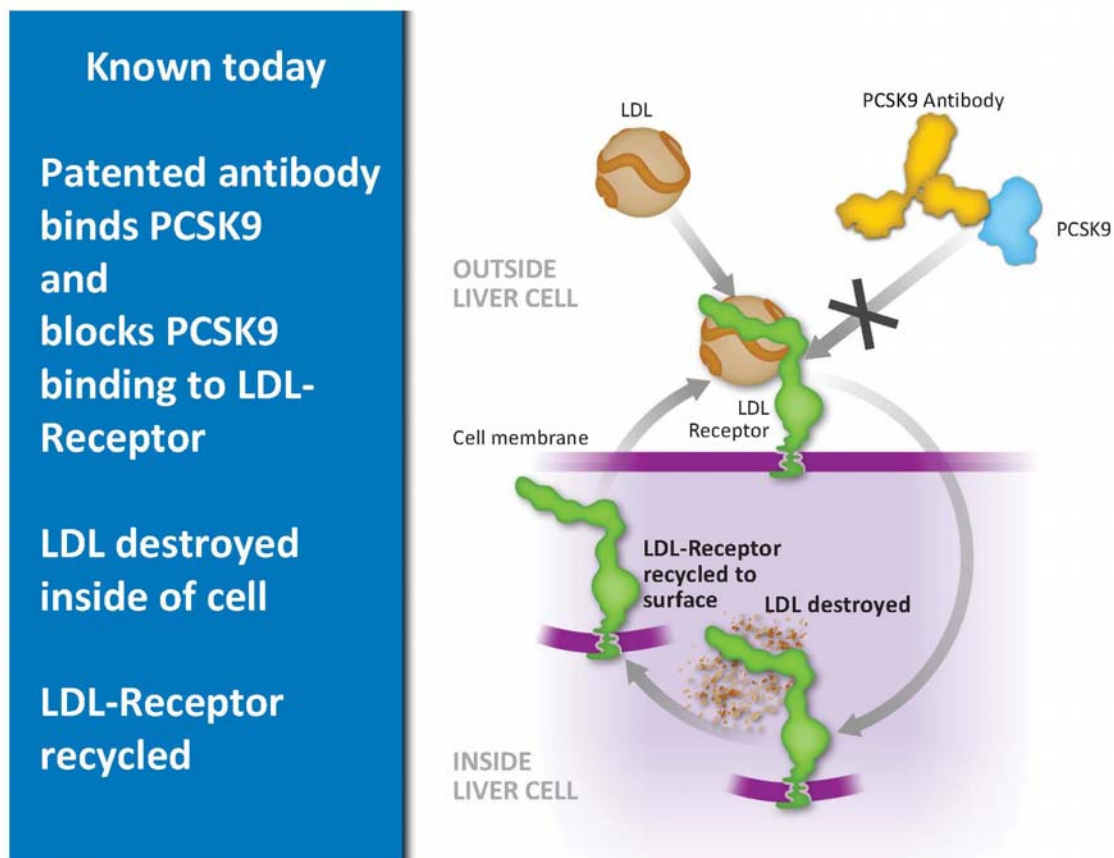 Known today
Patented antibody
binds PCSK9
and
blocks PCSK9
binding to LDL-
Receptor
LDL destroyed
inside of cell
LDL-Receptor
recycled
LDL
PCSK9 Antibody
PCSK9
OUTSIDE
LIVER CELL
LDL
Receptor
Cell membrane
LDL-Receptor
recycled to
surface
LDL destroyed
INSIDE
LIVER CELL